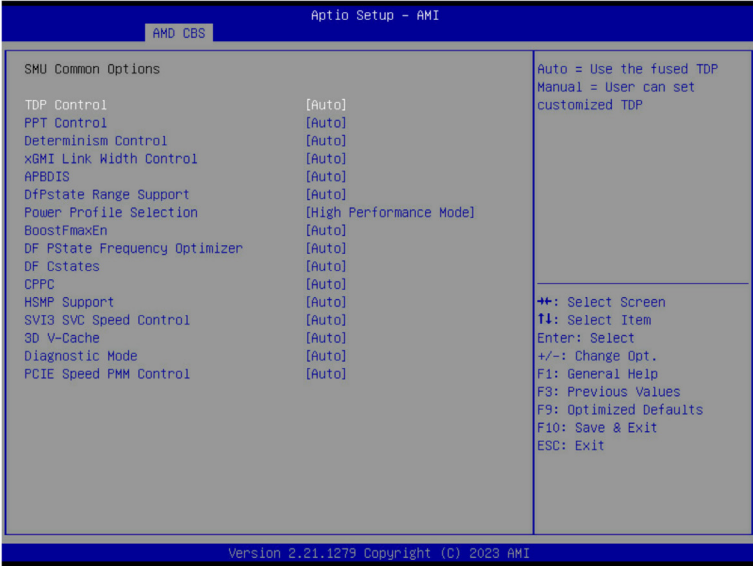 Aptio Setup – AMI
AMD CBS
SMU Common Options
TDP Control [Auto]
PPT Control [Auto]
Determinism Control [Auto]
xGMI Link Width Control [Auto]
APBDIS [Auto]
DfPstate Range Support [Auto]
Power Profile Selection [High Performance Mode]
BoostFmaxEn [Auto]
DF PState Frequency Optimizer [Auto]
DF Cstates [Auto]
CPPC [Auto]
HSMP Support [Auto]
SVI3 SVC Speed Control [Auto]
3D V-Cache [Auto]
Diagnostic Mode [Auto]
PCIE Speed PMM Control [Auto]
Auto = Use the fused TDP
Manual = User can set
customized TDP
→←: Select Screen
↑↓: Select Item
Enter: Select
+/-: Change Opt.
F1: General Help
F3: Previous Values
F9: Optimized Defaults
F10: Save & Exit
ESC: Exit
Version 2.21.1279 Copyright (C) 2023 AMI